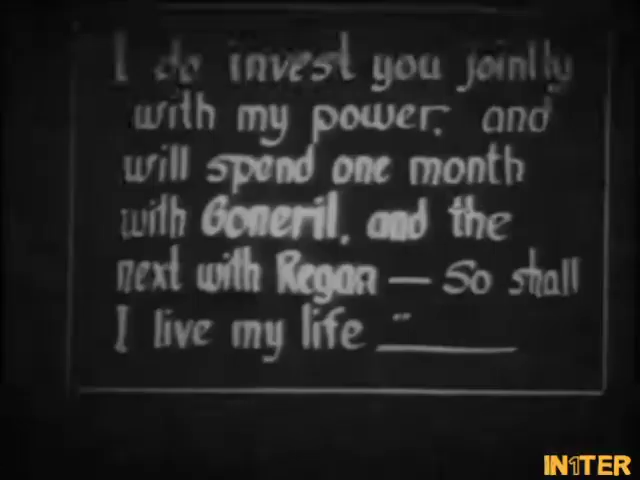 I do invest you jointly
with my power, and
will spend one month
with Goneril, and the
next with Regan — So shall
I live my life "
IN1TER